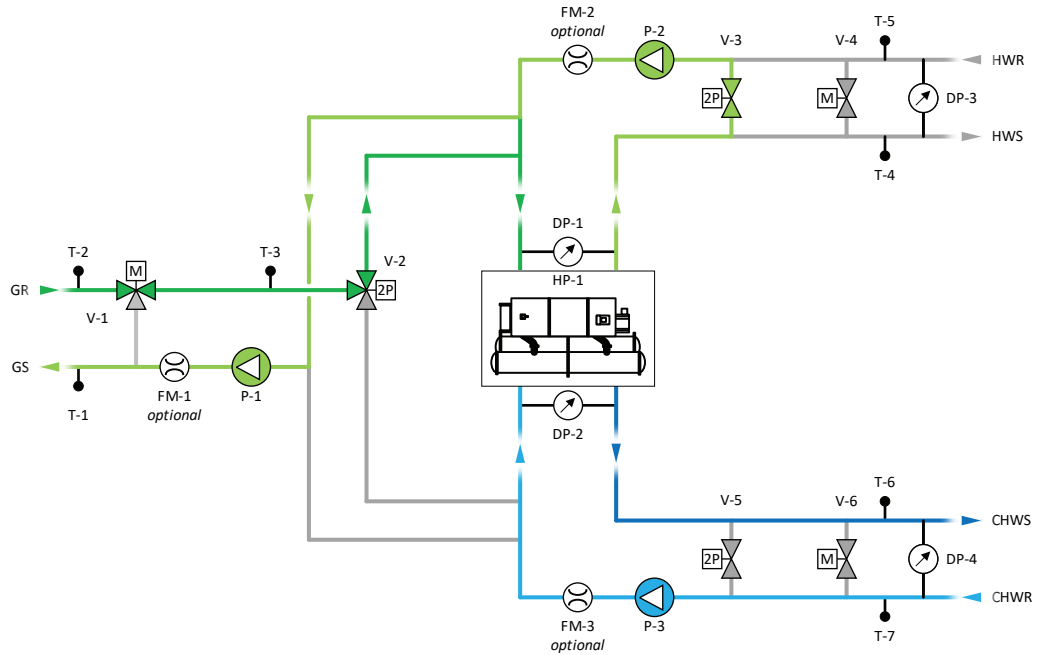 FM-2
optional
P-2
V-3
V-4
T-5
HWR
2P
M
DP-3
HWS
T-4
DP-1
T-2
T-3
M
V-2
GR
2P
V-1
HP-1
GS
T-1
FM-1
optional
P-1
DP-2
T-6
V-5
V-6
CHWS
2P
M
DP-4
CHWR
FM-3
optional
P-3
T-7